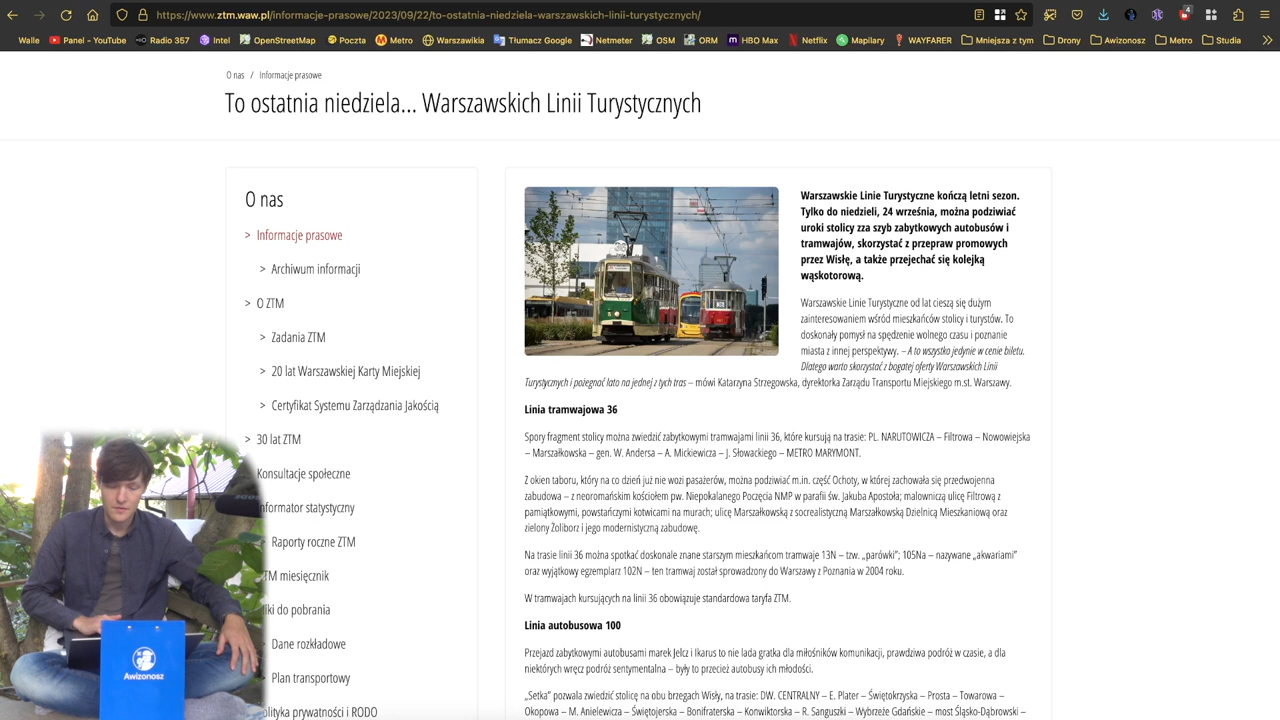 https://www.ztm.waw.pl/informacje-prasowe/2023/09/22/to-ostatnia-niedziela-warszawskich-linii-turystycznych/
4
Walle Panel - YouTube Radio 357 Intel OpenStreetMap Poczta Metro Warszawikia Tłumacz Google Netmeter OSM ORM HBO Max Netflix Mapilary WAYFARER Mniejsza z tym Drony Awizonosz Metro Studia
O nas / Informacje prasowe
To ostatnia niedziela... Warszawskich Linii Turystycznych
O nas
> Informacje prasowe
> Archiwum informacji
> O ZTM
> Zadania ZTM
> 20 lat Warszawskiej Karty Miejskiej
> Certyfikat Systemu Zarządzania Jakością
> 30 lat ZTM
Konsultacje społeczne
nformator statystyczny
Raporty roczne ZTM
TM miesięcznik
liki do pobrania
Dane rozkładowe
Plan transportowy
olityka prywatności i RODO
Awizonosz
36
Warszawskie Linie Turystyczne kończą letni sezon.
Tylko do niedzieli, 24 września, można podziwiać
uroki stolicy zza szyb zabytkowych autobusów i
tramwajów, skorzystać z przepraw promowych
przez Wisłę, a także przejechać się kolejką
wąskotorową.
Warszawskie Linie Turystyczne od lat cieszą się dużym
zainteresowaniem wśród mieszkańców stolicy i turystów. To
doskonały pomysł na spędzenie wolnego czasu i poznanie
miasta z innej perspektywy. – A to wszystko jedynie w cenie biletu.
Dlatego warto skorzystać z bogatej oferty Warszawskich Linii
Turystycznych i pożegnać lato na jednej z tych tras – mówi Katarzyna Strzegowska, dyrektorka Zarządu Transportu Miejskiego m.st. Warszawy.
Linia tramwajowa 36
Spory fragment stolicy można zwiedzić zabytkowymi tramwajami linii 36, które kursują na trasie: PL. NARUTOWICZA – Filtrowa – Nowowiejska
– Marszałkowska – gen. W. Andersa – A. Mickiewicza – J. Słowackiego – METRO MARYMONT.
Z okien taboru, który na co dzień już nie wozi pasażerów, można podziwiać m.in. część Ochoty, w której zachowała się przedwojenna
zabudowa – z neoromańskim kościołem pw. Niepokalanego Poczęcia NMP w parafii św. Jakuba Apostoła; malowniczą ulicę Filtrową z
pamiątkowymi, powstańczymi kotwicami na murach; ulicę Marszałkowską z socrealistyczną Marszałkowską Dzielnicą Mieszkaniową oraz
zielony Żoliborz i jego modernistyczną zabudowę.
Na trasie linii 36 można spotkać doskonale znane starszym mieszkańcom tramwaje 13N – tzw. „parówki”; 105Na – nazywane „akwariami”
oraz wyjątkowy egzemplarz 102N – ten tramwaj został sprowadzony do Warszawy z Poznania w 2004 roku.
W tramwajach kursujących na linii 36 obowiązuje standardowa taryfa ZTM.
Linia autobusowa 100
Przejazd zabytkowymi autobusami marek Jelcz i Ikarus to nie lada gratka dla miłośników komunikacji, prawdziwa podróż w czasie, a dla
niektórych wręcz podróż sentymentalna – były to przecież autobusy ich młodości.
„Setka” pozwala zwiedzić stolicę na obu brzegach Wisły, na trasie: DW. CENTRALNY – E. Plater – Świętokrzyska – Prosta – Towarowa –
Okopowa – M. Anielewicza – Świętojerska – Bonifraterska – Konwiktorska – R. Sanguszki – Wybrzeże Gdańskie – most Śląsko-Dąbrowski –